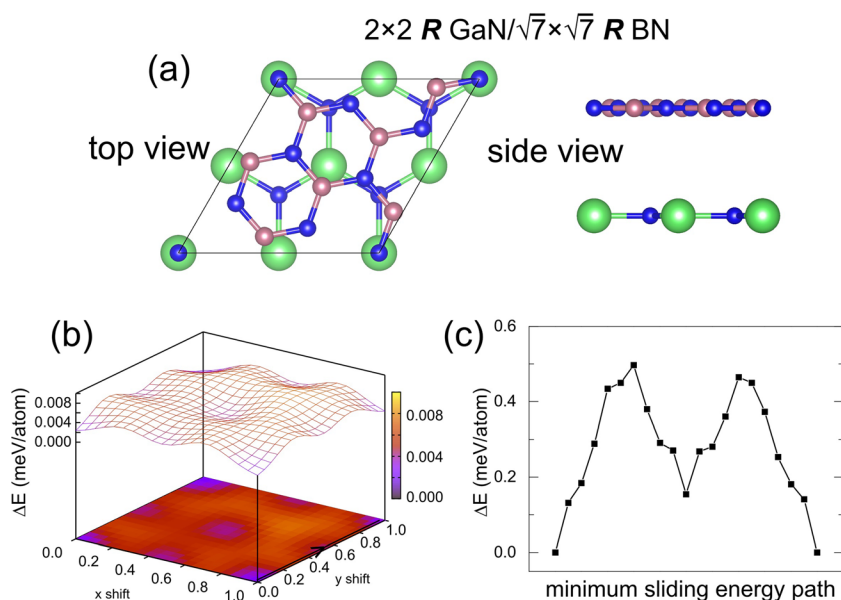 2×2 R GaN/√7×√7 R BN
(a)
top view
side view
(b)
ΔE (meV/atom)
0.008
0.004
0.000
0.008
0.004
0.000
0.0
0.2
0.4
0.6
0.8
1.0
x shift
0.0
0.2
0.4
0.6
0.8
1.0
y shift
(c)
ΔE (meV/atom)
0.6
0.4
0.2
0.0
minimum sliding energy path